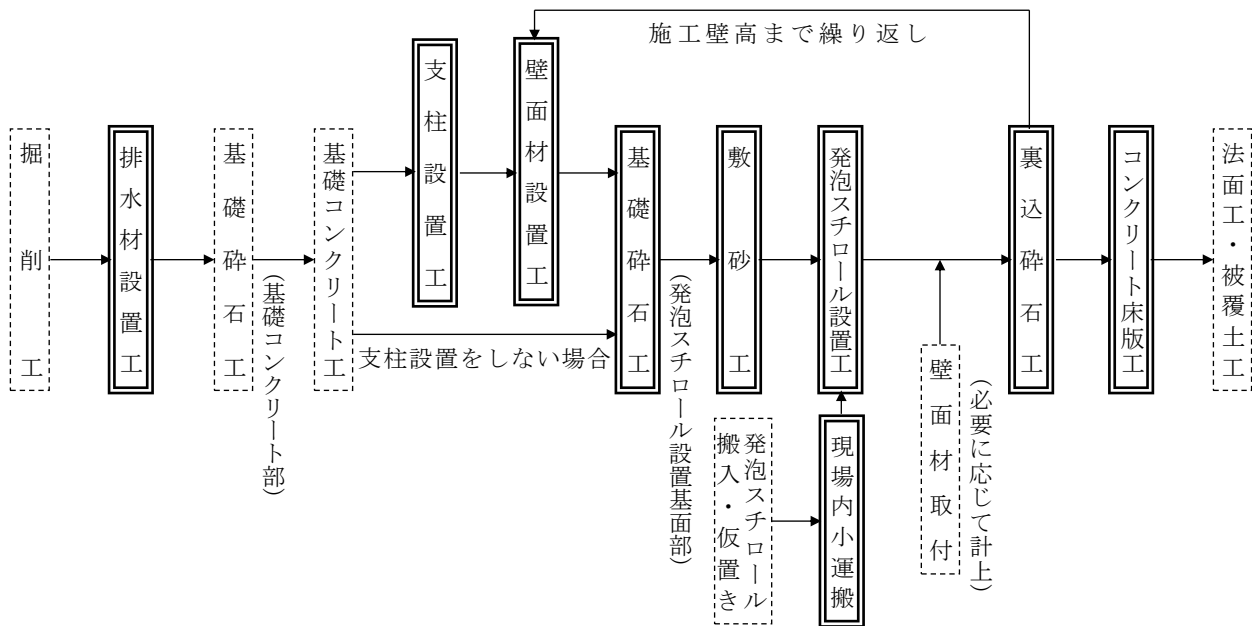 施工壁高まで繰り返し
掘削工
排水材設置工
基礎砕石工
(基礎コンクリート部)
基礎コンクリート工
支柱設置工
壁面材設置工
支柱設置をしない場合
基礎砕石工
(発泡スチロール設置基面部)
敷砂工
発泡スチロール
搬入・仮置き
発泡スチロール設置工
現場内小運搬
壁面材取付
(必要に応じて計上)
裏込砕石工
コンクリート床版工
法面工・被覆土工